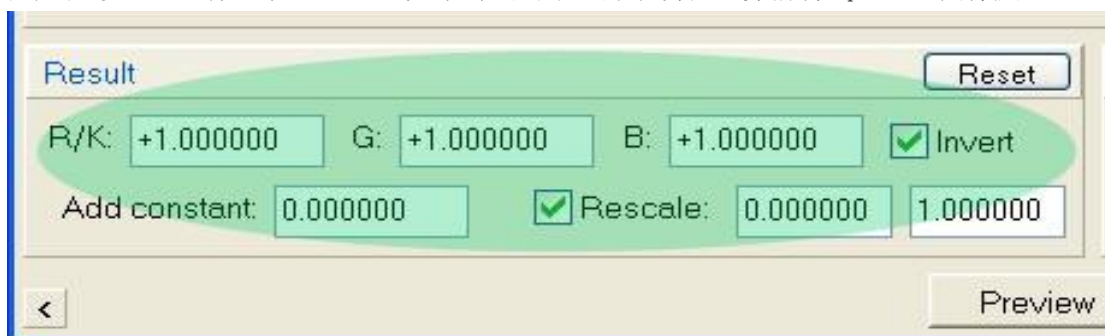 Result Reset
R/K: +1.000000 G: +1.000000 B: +1.000000 Invert
Add constant: 0.000000 Rescale: 0.000000 1.000000
< Preview